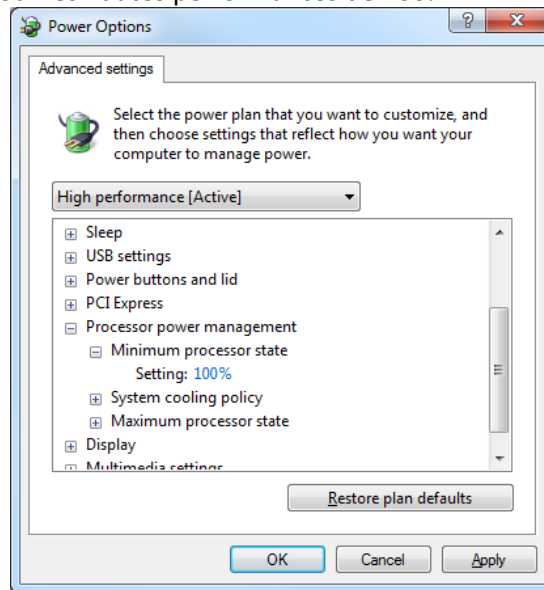 Power Options
Advanced settings
Select the power plan that you want to customize, and
then choose settings that reflect how you want your
computer to manage power.
High performance [Active]
Sleep
USB settings
Power buttons and lid
PCI Express
Processor power management
Minimum processor state
Setting: 100%
System cooling policy
Maximum processor state
Display
Multimedia settings
Restore plan defaults
OK Cancel Apply